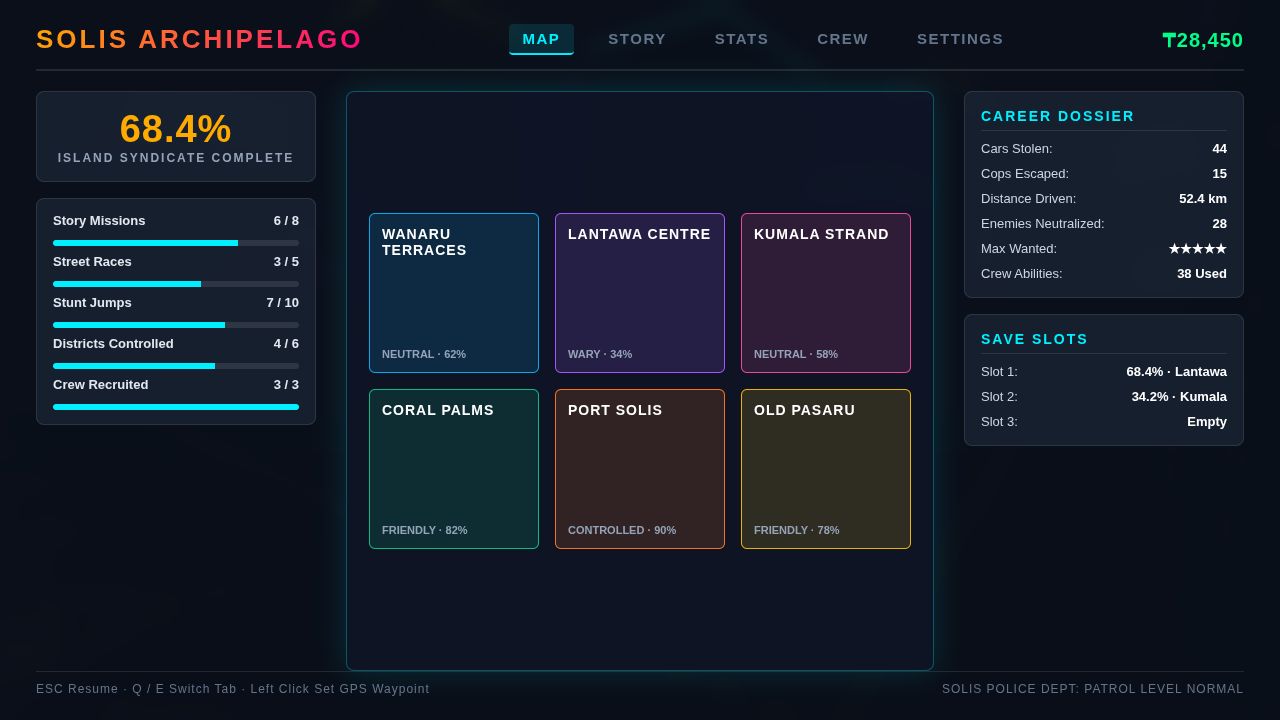 SOLIS ARCHIPELAGO
MAP
STORY
STATS
CREW
SETTINGS
₸28,450
68.4%
ISLAND SYNDICATE COMPLETE
Story Missions 6 / 8
Street Races 3 / 5
Stunt Jumps 7 / 10
Districts Controlled 4 / 6
Crew Recruited 3 / 3
WANARU
TERRACES
NEUTRAL · 62%
LANTAWA CENTRE
WARY · 34%
KUMALA STRAND
NEUTRAL · 58%
CORAL PALMS
FRIENDLY · 82%
PORT SOLIS
CONTROLLED · 90%
OLD PASARU
FRIENDLY · 78%
CAREER DOSSIER
Cars Stolen: 44
Cops Escaped: 15
Distance Driven: 52.4 km
Enemies Neutralized: 28
Max Wanted: ★★★★★
Crew Abilities: 38 Used
SAVE SLOTS
Slot 1: 68.4% · Lantawa
Slot 2: 34.2% · Kumala
Slot 3: Empty
ESC Resume · Q / E Switch Tab · Left Click Set GPS Waypoint
SOLIS POLICE DEPT: PATROL LEVEL NORMAL